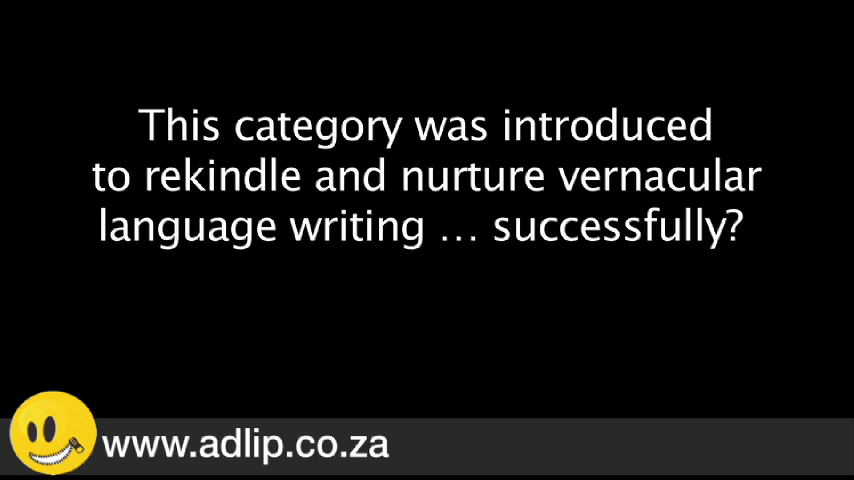 This category was introduced
to rekindle and nurture vernacular
language writing … successfully?
www.adlip.co.za